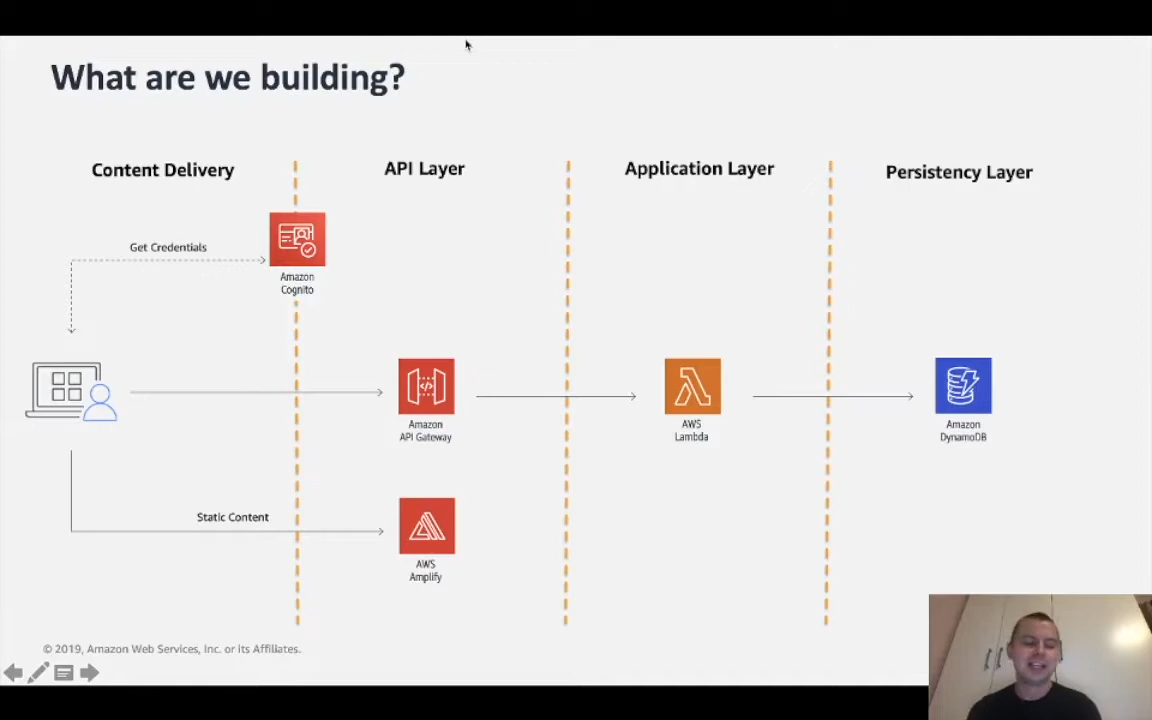 What are we building?
Content Delivery
API Layer
Application Layer
Persistency Layer
Get Credentials
Amazon
Cognito
Amazon
API Gateway
AWS
Lambda
Amazon
DynamoDB
Static Content
AWS
Amplify
© 2019, Amazon Web Services, Inc. or its Affiliates.